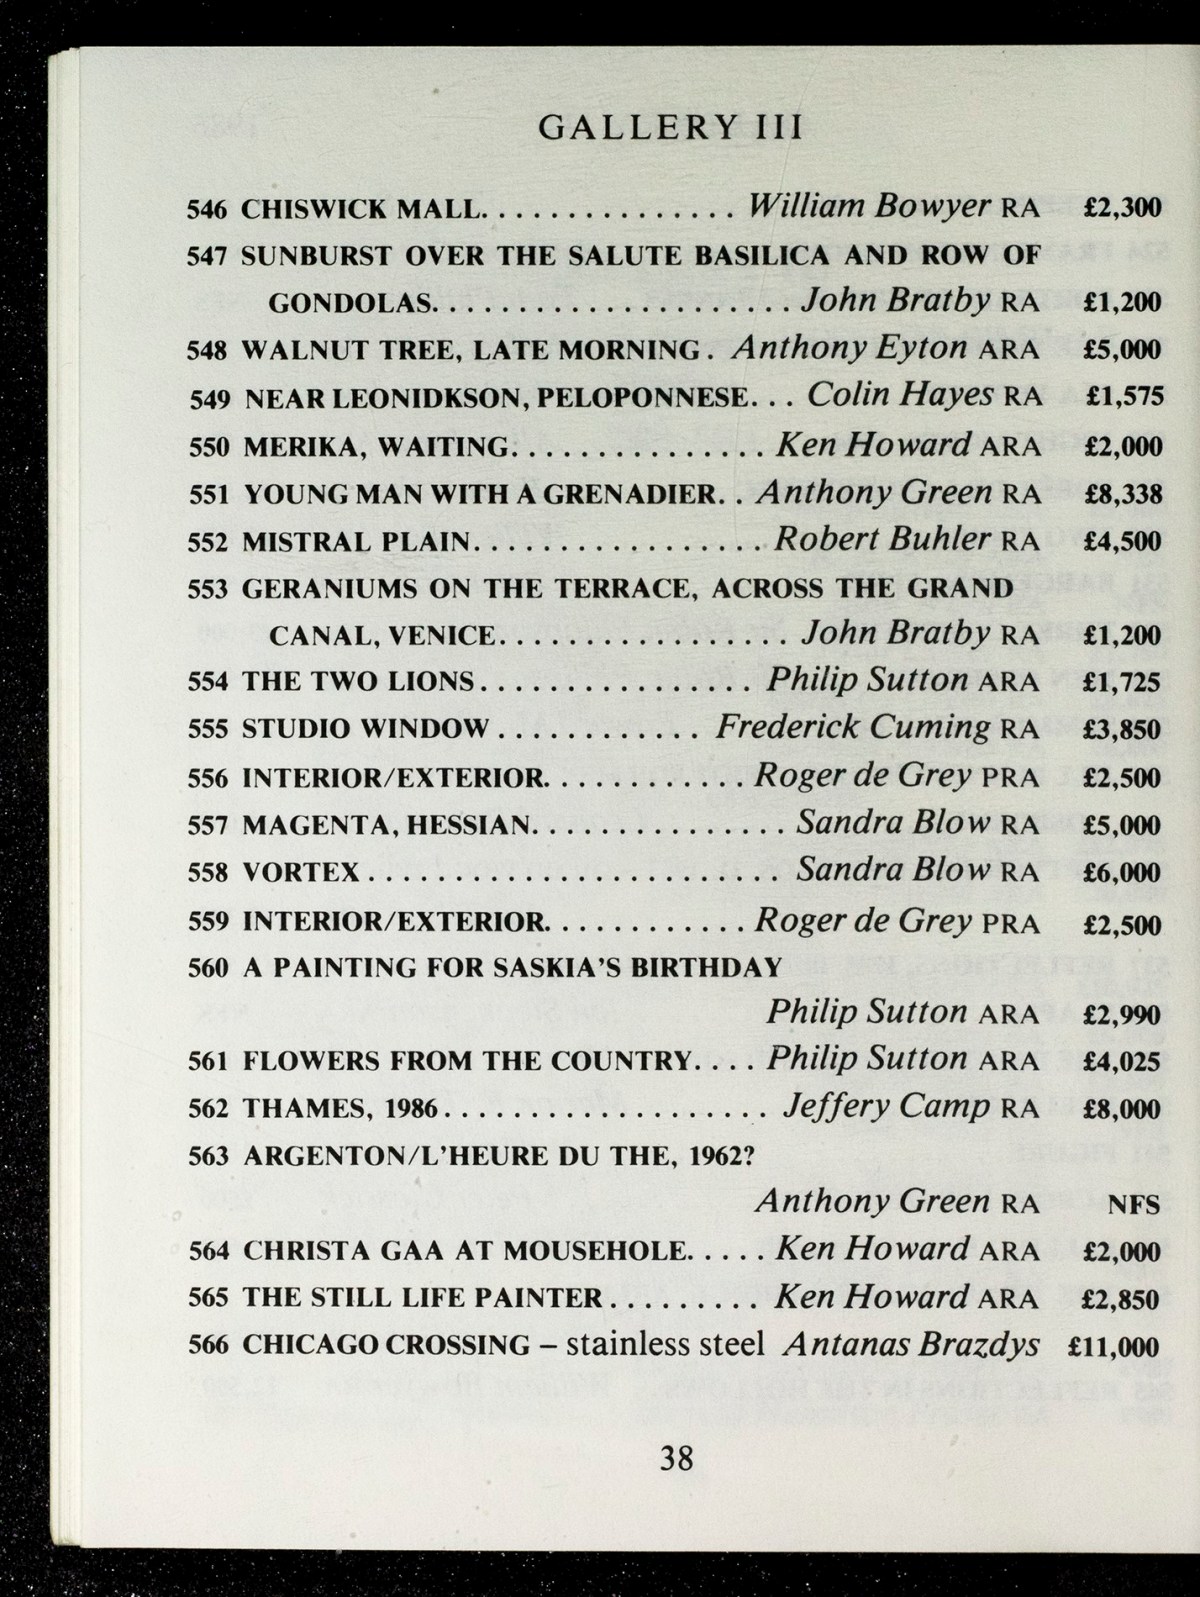 GALLERY III
546 CHISWICK MALL. . . . . . . . . . . . . . . . William Bowyer RA £2,300
547 SUNBURST OVER THE SALUTE BASILICA AND ROW OF
GONDOLAS. . . . . . . . . . . . . . . . . . . . . . John Bratby RA £1,200
548 WALNUT TREE, LATE MORNING . Anthony Eyton ARA £5,000
549 NEAR LEONIDKSON, PELOPONNESE. . . Colin Hayes RA £1,575
550 MERIKA, WAITING. . . . . . . . . . . . . . . Ken Howard ARA £2,000
551 YOUNG MAN WITH A GRENADIER. . Anthony Green RA £8,338
552 MISTRAL PLAIN. . . . . . . . . . . . . . . . . . Robert Buhler RA £4,500
553 GERANIUMS ON THE TERRACE, ACROSS THE GRAND
CANAL, VENICE. . . . . . . . . . . . . . . . . . John Bratby RA £1,200
554 THE TWO LIONS. . . . . . . . . . . . . . . . . Philip Sutton ARA £1,725
555 STUDIO WINDOW . . . . . . . . . . . . Frederick Cuming RA £3,850
556 INTERIOR/EXTERIOR. . . . . . . . . . . . Roger de Grey PRA £2,500
557 MAGENTA, HESSIAN. . . . . . . . . . . . . . . . Sandra Blow RA £5,000
558 VORTEX . . . . . . . . . . . . . . . . . . . . . . . . . Sandra Blow RA £6,000
559 INTERIOR/EXTERIOR. . . . . . . . . . . . Roger de Grey PRA £2,500
560 A PAINTING FOR SASKIA'S BIRTHDAY
Philip Sutton ARA £2,990
561 FLOWERS FROM THE COUNTRY. . . . Philip Sutton ARA £4,025
562 THAMES, 1986 . . . . . . . . . . . . . . . . . . . . Jeffery Camp RA £8,000
563 ARGENTON/L'HEURE DU THE, 1962?
Anthony Green RA NFS
564 CHRISTA GAA AT MOUSEHOLE. . . . . Ken Howard ARA £2,000
565 THE STILL LIFE PAINTER . . . . . . . . . Ken Howard ARA £2,850
566 CHICAGO CROSSING – stainless steel Antanas Brazdys £11,000
38